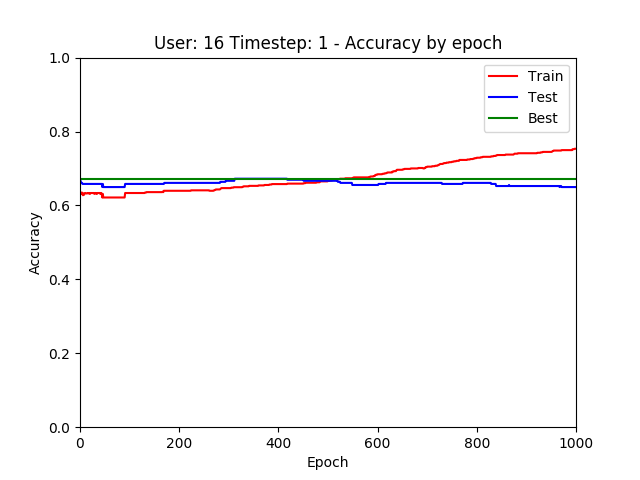 User: 16 Timestep: 1 - Accuracy by epoch
1.0
0.8
0.6
0.4
0.2
0.0
Accuracy
Train
Test
Best
0 200 400 600 800 1000
Epoch